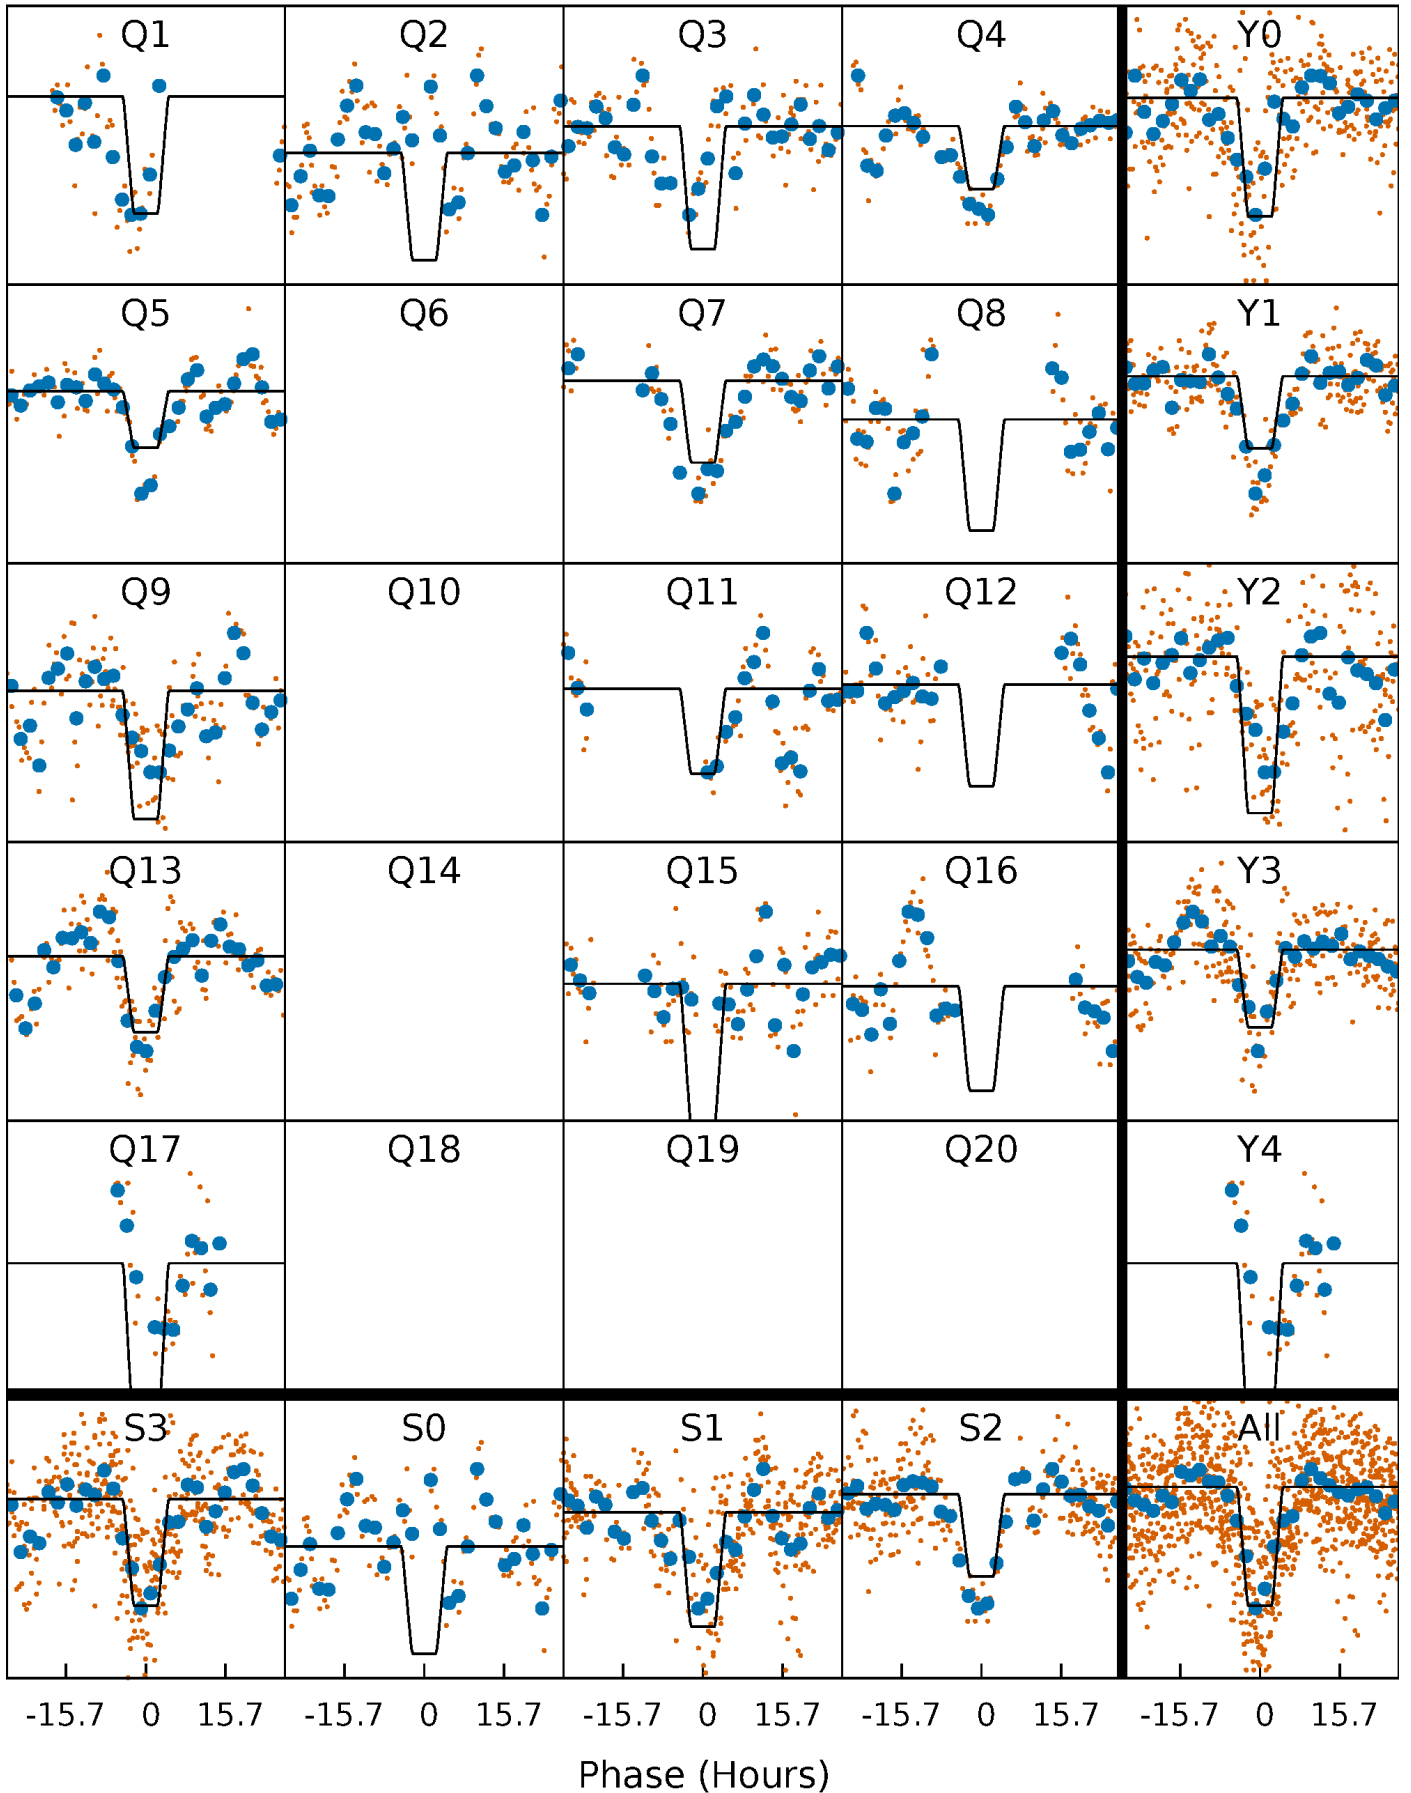 Q1 Q2 Q3 Q4 Y0
Q5 Q6 Q7 Q8 Y1
Q9 Q10 Q11 Q12 Y2
Q13 Q14 Q15 Q16 Y3
Q17 Q18 Q19 Q20 Y4
S3 S0 S1 S2 All
-15.7 0 15.7 -15.7 0 15.7 -15.7 0 15.7 -15.7 0 15.7 -15.7 0 15.7
Phase (Hours)